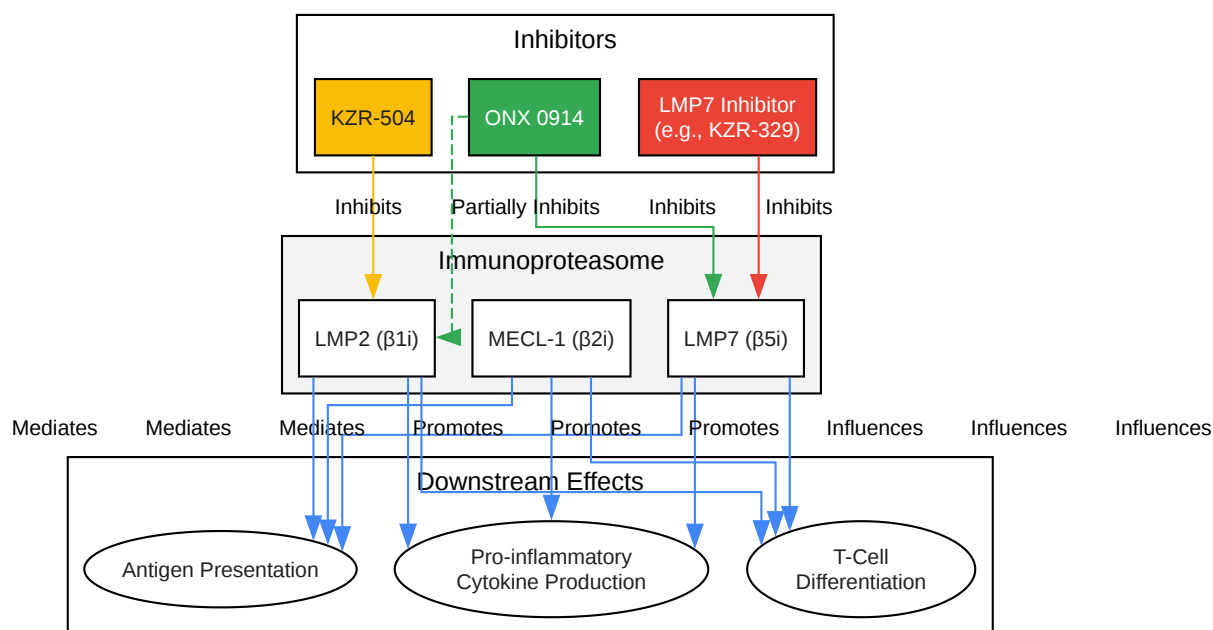 Inhibitors
KZR-504
ONX 0914
LMP7 Inhibitor
(e.g., KZR-329)
Inhibits
Partially Inhibits
Inhibits
Inhibits
Immunoproteasome
LMP2 (β1i)
MECL-1 (β2i)
LMP7 (β5i)
Mediates
Mediates
Mediates
Promotes
Promotes
Promotes
Influences
Influences
Influences
Downstream Effects
Antigen Presentation
Pro-inflammatory
Cytokine Production
T-Cell
Differentiation